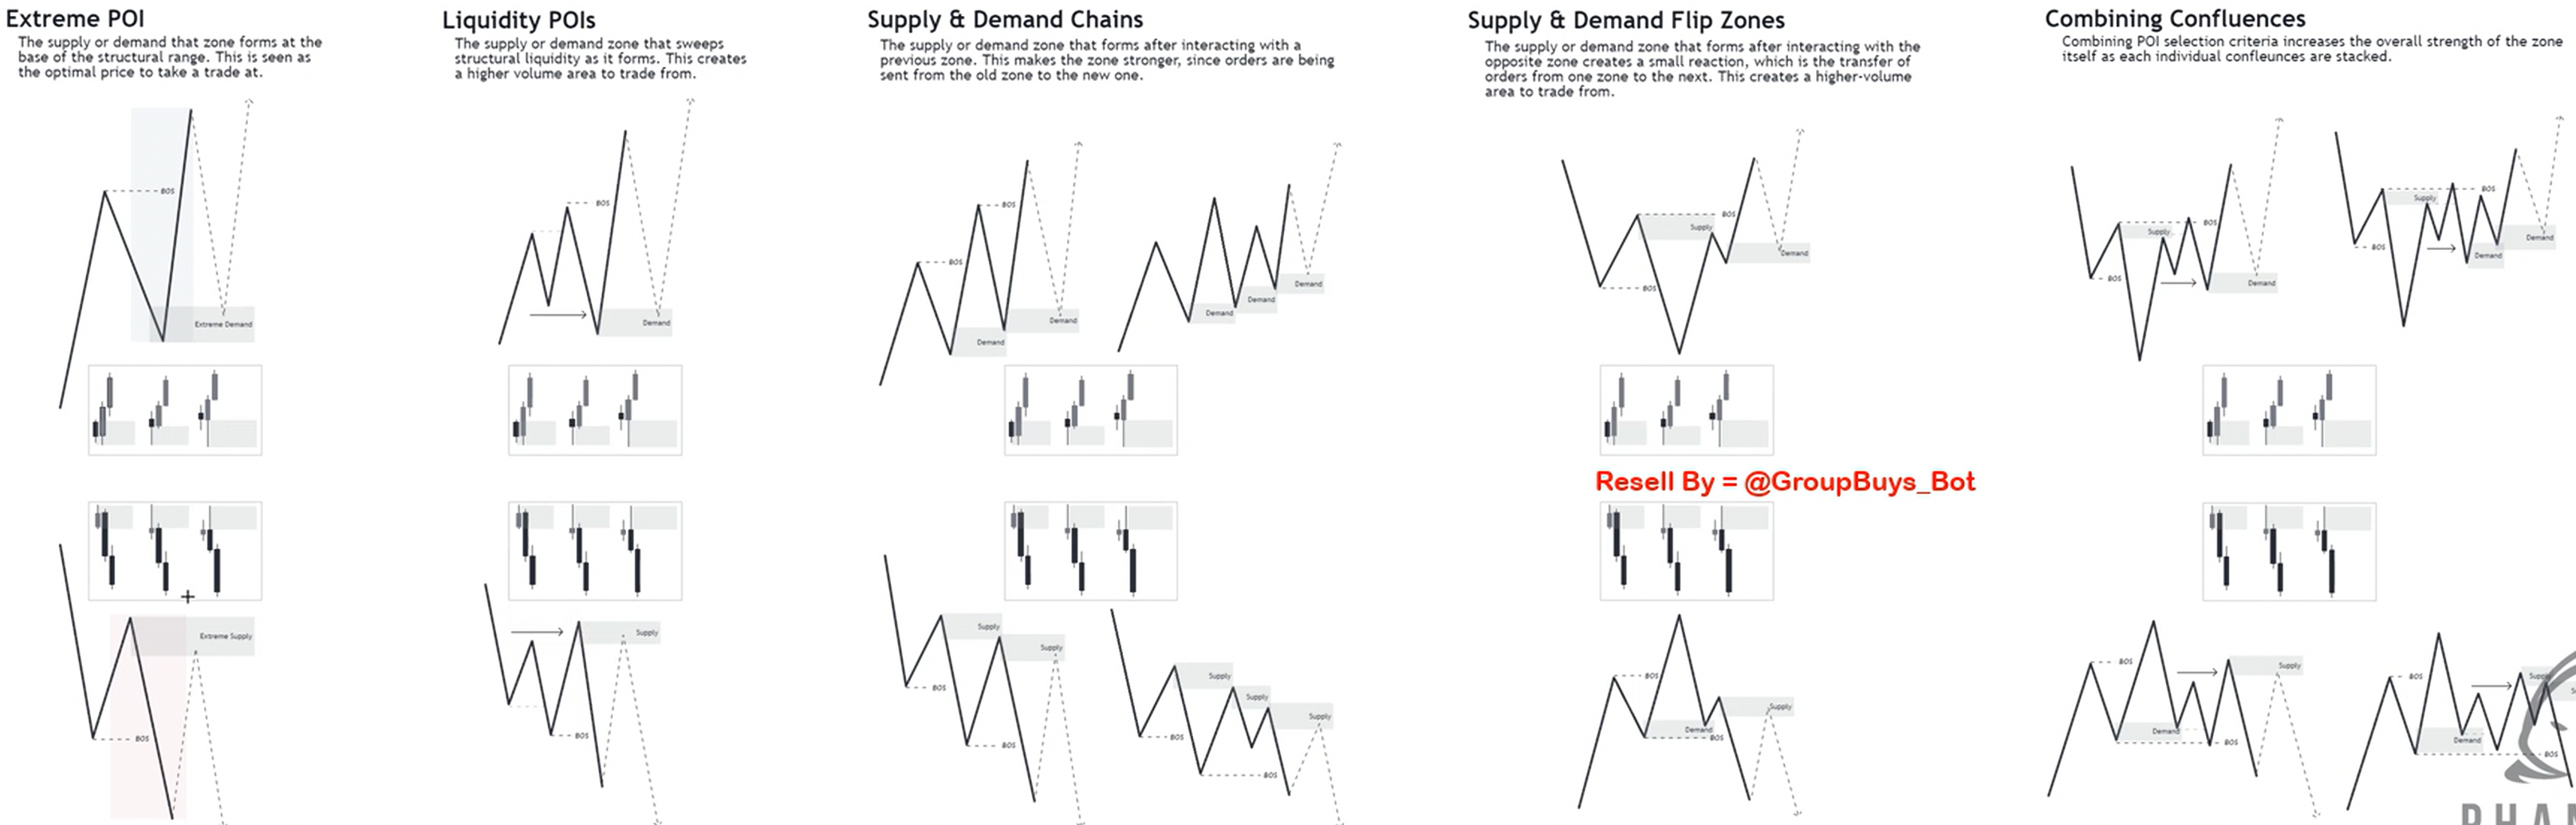 Extreme POI
The supply or demand that zone forms at the
base of the structural range. This is seen as
the optimal price to take a trade at.
BOS
Extreme Demand
Extreme Supply
BOS
Liquidity POIs
The supply or demand zone that sweeps
structural liquidity as it forms. This creates
a higher volume area to trade from.
BOS
Demand
Supply
BOS
Supply & Demand Chains
The supply or demand zone that forms after interacting with a
previous zone. This makes the zone stronger, since orders are being
sent from the old zone to the new one.
BOS
BOS
Demand
Demand
Demand
Demand
Demand
Supply
Supply
BOS
BOS
Supply
Supply
Supply
BOS
BOS
Supply & Demand Flip Zones
The supply or demand zone that forms after interacting with the
opposite zone creates a small reaction, which is the transfer of
orders from one zone to the next. This creates a higher-volume
area to trade from.
BOS
Supply
Demand
BOS
Resell By = @GroupBuys_Bot
BOS
Supply
Demand
BOS
Combining Confluences
Combining POI selection criteria increases the overall strength of the zone
itself as each individual confleunces are stacked.
BOS
Supply
BOS
Demand
BOS
Supply
BOS
Demand
Demand
BOS
Supply
Demand
BOS
BOS
Supply
Demand
BOS